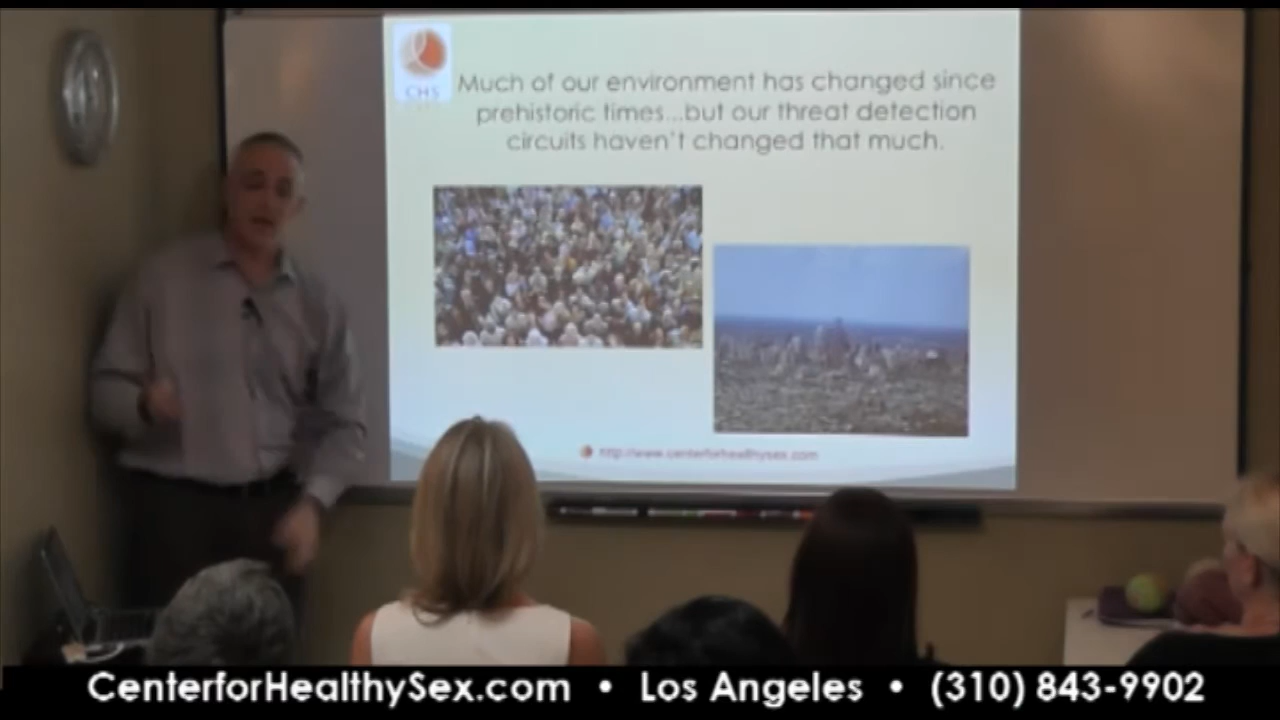 CHS
Much of our environment has changed since
prehistoric times...but our threat detection
circuits haven't changed that much.
http://www.centerforhealthysex.com
CenterforHealthySex.com • Los Angeles • (310) 843-9902